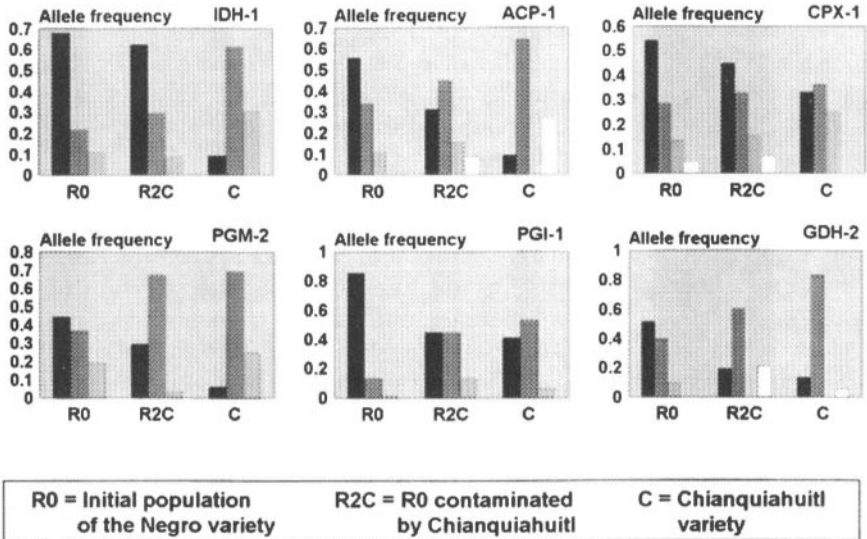 Allele frequency IDH-1
0.7
0.6
0.5
0.4
0.3
0.2
0.1
0
R0 R2C C
Allele frequency ACP-1
0.7
0.6
0.5
0.4
0.3
0.2
0.1
0
R0 R2C C
Allele frequency CPX-1
0.6
0.5
0.4
0.3
0.2
0.1
0
R0 R2C C
Allele frequency PGM-2
0.8
0.7
0.6
0.5
0.4
0.3
0.2
0.1
0
R0 R2C C
Allele frequency PGI-1
1
0.8
0.6
0.4
0.2
0
R0 R2C C
Allele frequency GDH-2
1
0.8
0.6
0.4
0.2
0
R0 R2C C
R0 = Initial population
of the Negro variety
R2C = R0 contaminated
by Chianquiahuitl
C = Chianquiahuitl
variety